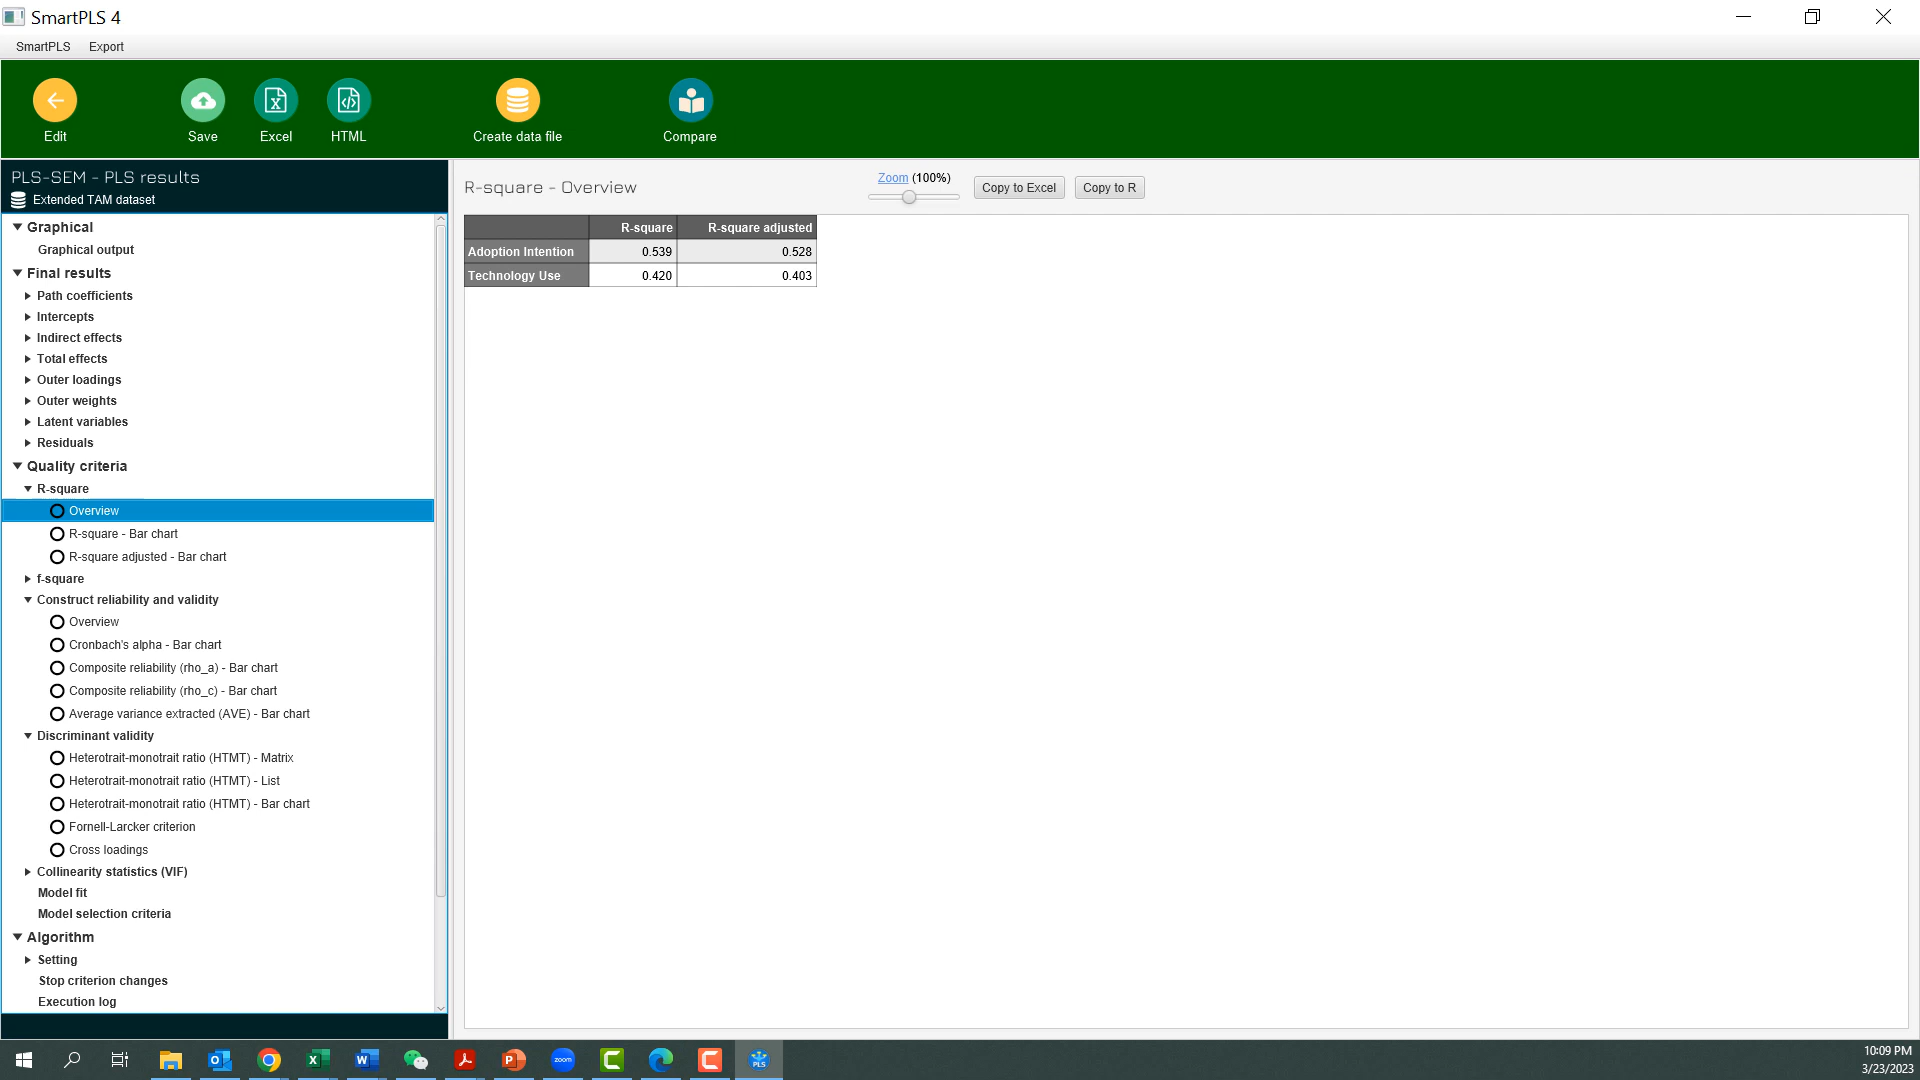 SmartPLS 4
SmartPLS Export
Edit Save Excel HTML Create data file Compare
PLS-SEM - PLS results
Extended TAM dataset
Graphical
Graphical output
Final results
Path coefficients
Intercepts
Indirect effects
Total effects
Outer loadings
Outer weights
Latent variables
Residuals
Quality criteria
R-square
Overview
R-square - Bar chart
R-square adjusted - Bar chart
f-square
Construct reliability and validity
Overview
Cronbach's alpha - Bar chart
Composite reliability (rho_a) - Bar chart
Composite reliability (rho_c) - Bar chart
Average variance extracted (AVE) - Bar chart
Discriminant validity
Heterotrait-monotrait ratio (HTMT) - Matrix
Heterotrait-monotrait ratio (HTMT) - List
Heterotrait-monotrait ratio (HTMT) - Bar chart
Fornell-Larcker criterion
Cross loadings
Collinearity statistics (VIF)
Model fit
Model selection criteria
Algorithm
Setting
Stop criterion changes
Execution log
R-square - Overview
Zoom (100%)
Copy to Excel
Copy to R
R-square R-square adjusted
Adoption Intention 0.539 0.528
Technology Use 0.420 0.403
zoom
PLS
10:09 PM
3/23/2023